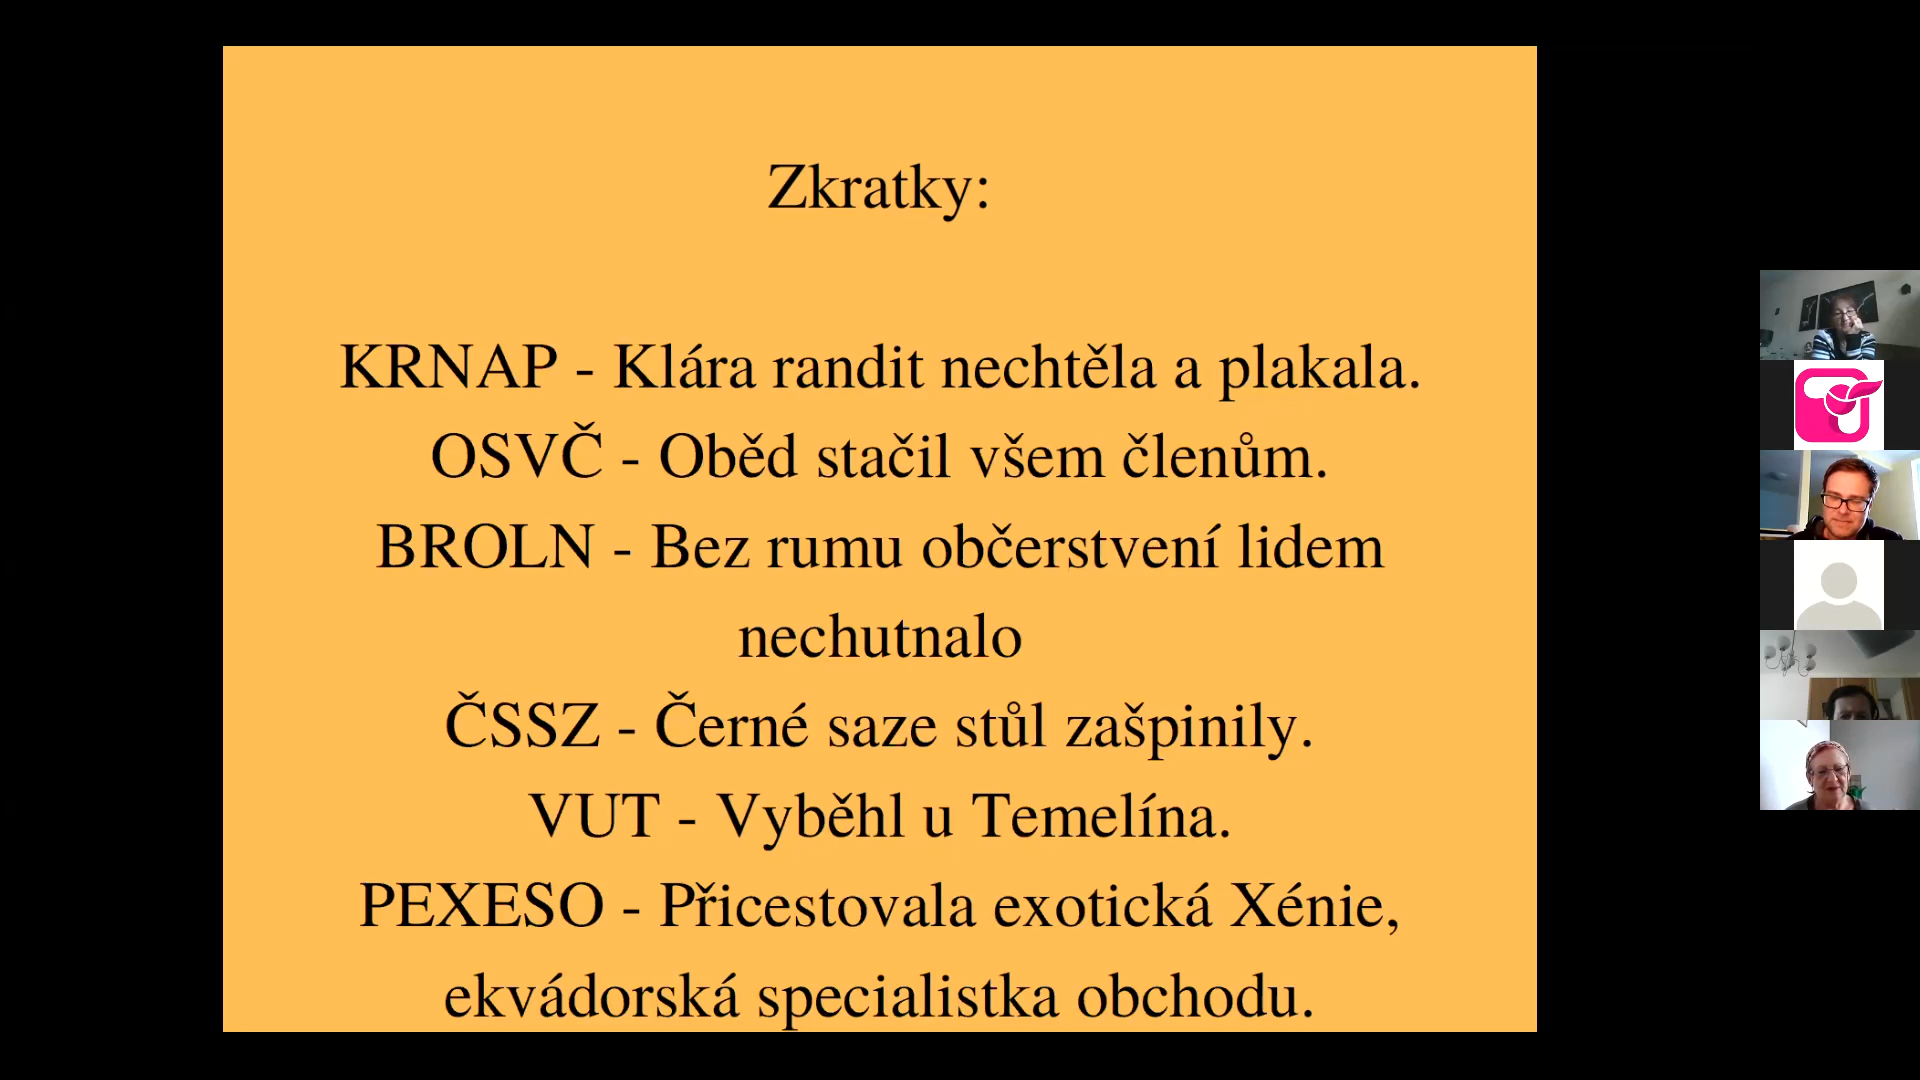 Zkratky:
KRNAP - Klára randit nechtěla a plakala.
OSVČ - Oběd stačil všem členům.
BROLN - Bez rumu občerstvení lidem
nechutnalo
ČSSZ - Černé saze stůl zašpinily.
VUT - Vyběhl u Temelína.
PEXESO - Přicestovala exotická Xénie,
ekvádorská specialistka obchodu.